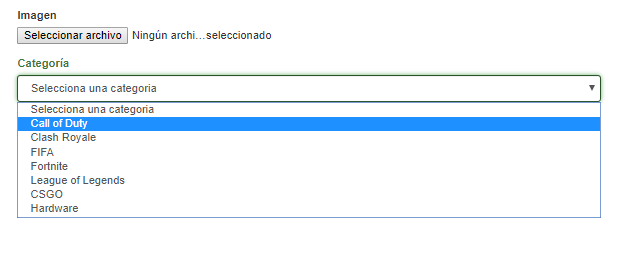 Imagen
Seleccionar archivo Ningún archi…seleccionado
Categoría
Selecciona una categoria
Selecciona una categoria
Call of Duty
Clash Royale
FIFA
Fortnite
League of Legends
CSGO
Hardware